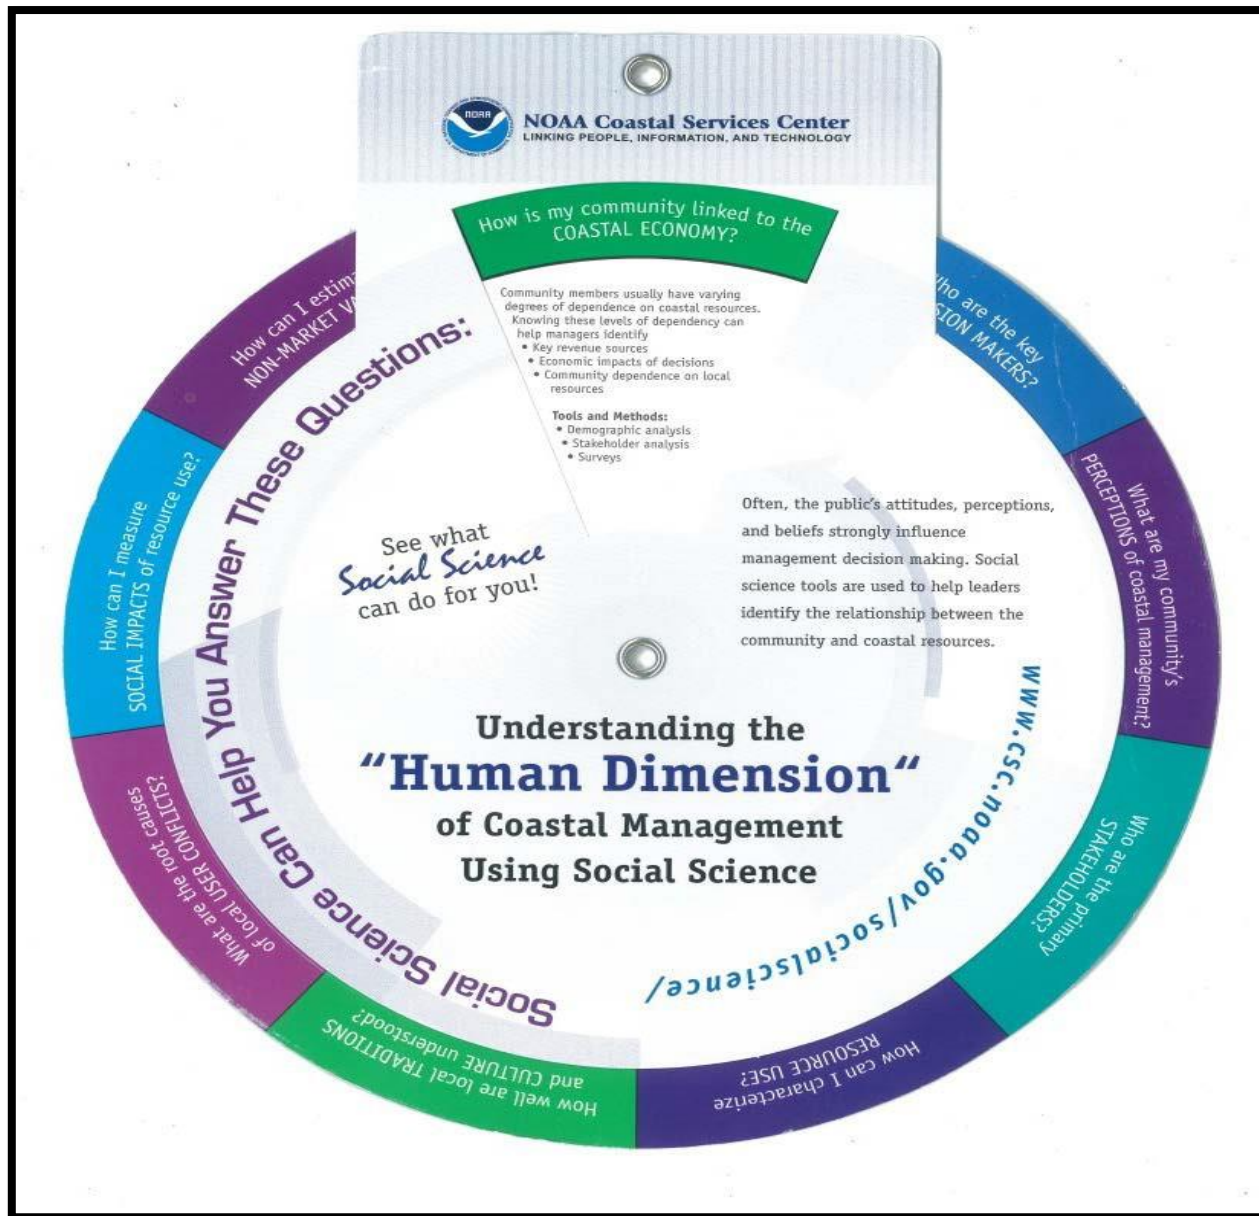 NOAA
NOAA Coastal Services Center
LINKING PEOPLE, INFORMATION, AND TECHNOLOGY
How is my community linked to the
COASTAL ECONOMY?
Community members usually have varying
degrees of dependence on coastal resources.
Knowing these levels of dependency can
help managers identify
• Key revenue sources
• Economic impacts of decisions
• Community dependence on local
resources
Tools and Methods:
• Demographic analysis
• Stakeholder analysis
• Surveys
Social Science Can Help You Answer These Questions:
See what
Social Science
can do for you!
Often, the public's attitudes, perceptions,
and beliefs strongly influence
management decision making. Social
science tools are used to help leaders
identify the relationship between the
community and coastal resources.
Understanding the
"Human Dimension"
of Coastal Management
Using Social Science
www.csc.noaa.gov/socialscience/
who are the key
SION MAKERS?
What are my community's
PERCEPTIONS of coastal management?
Who are the primary
STAKEHOLDERS?
How can I characterize
RESOURCE USE?
How well are local TRADITIONS
and CULTURE understood?
What are the root causes
of local USER CONFLICTS?
How can I measure
SOCIAL IMPACTS of resource use?
How can I estima
NON-MARKET VA